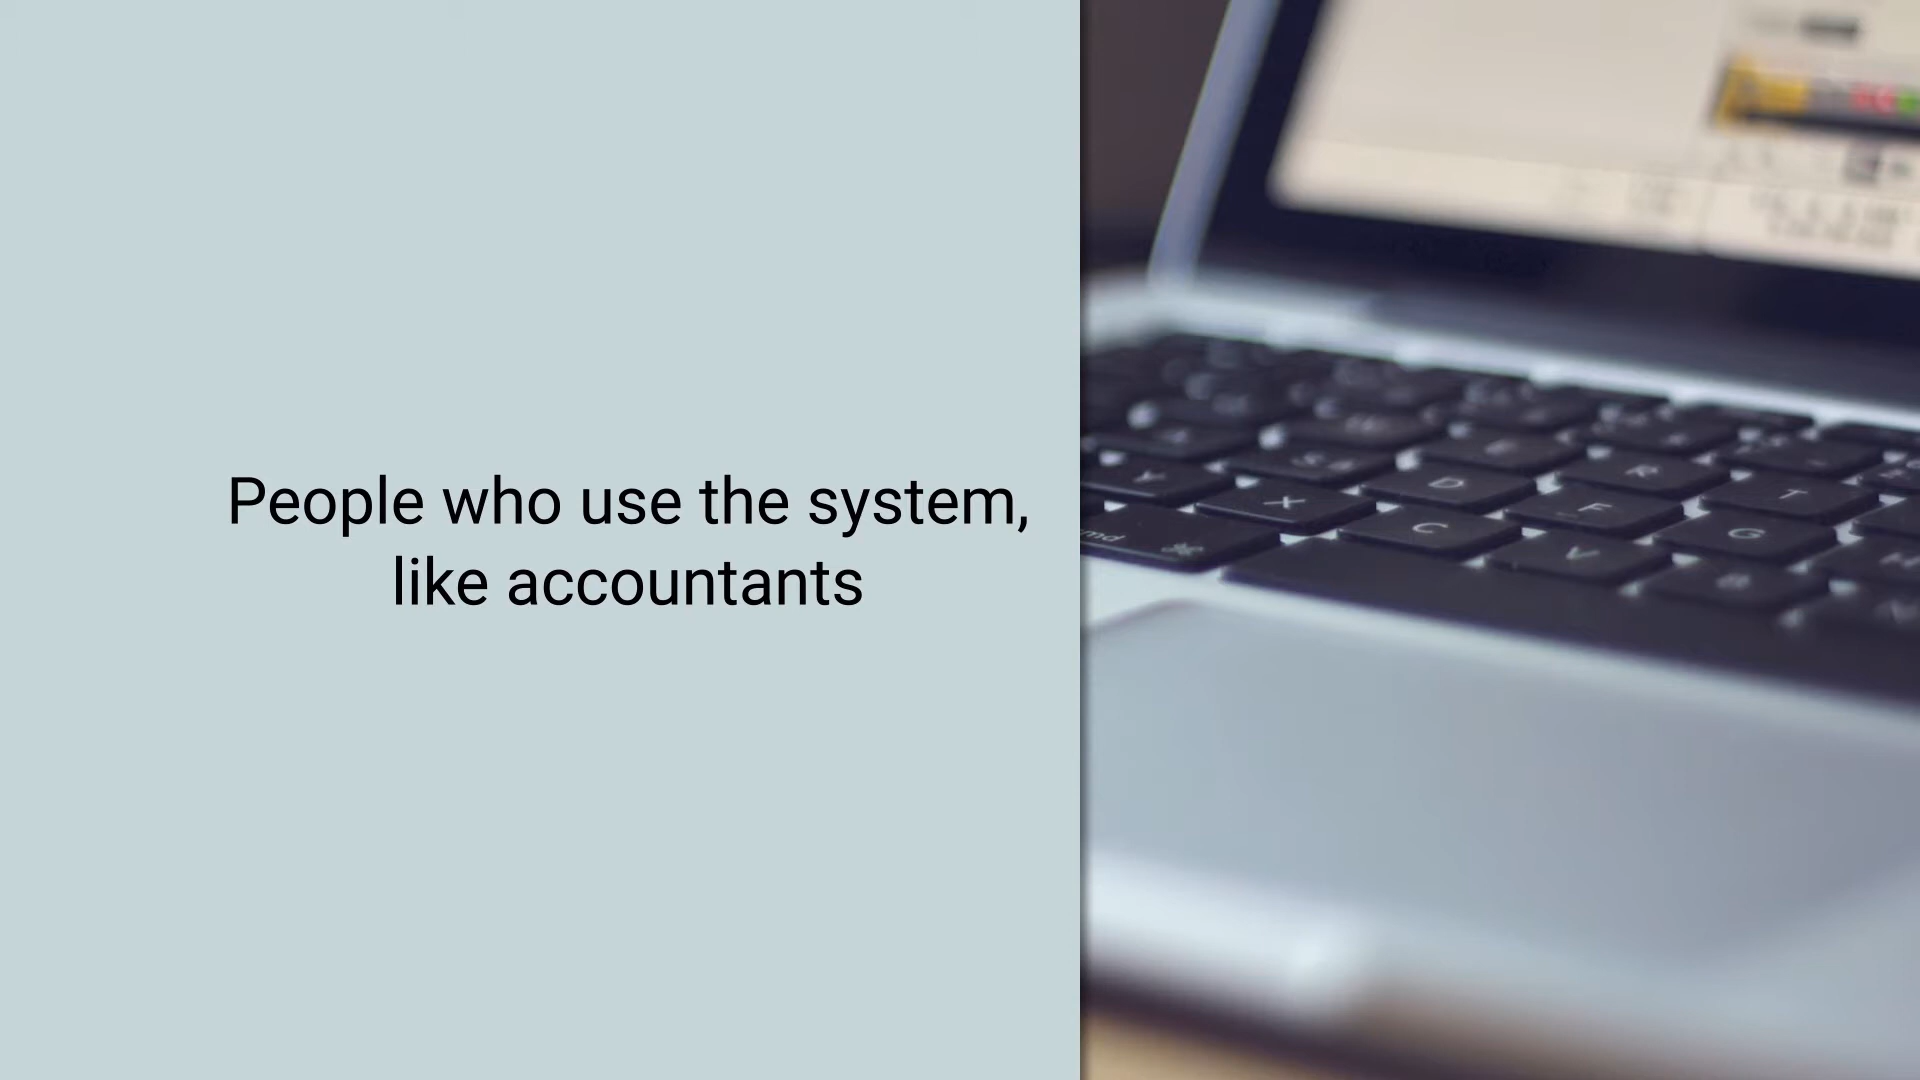 People who use the system,
like accountants
Y
X
D
R
T
C
F
G
V